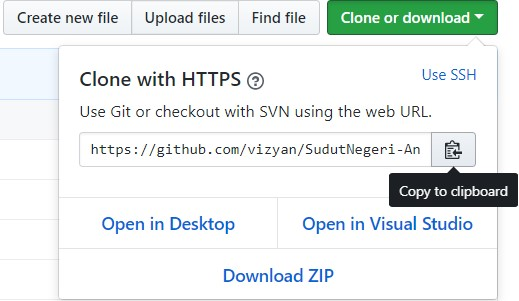 Create new file Upload files Find file Clone or download
Clone with HTTPS ?
Use SSH
Use Git or checkout with SVN using the web URL.
https://github.com/vizyan/SudutNegeri-An
Copy to clipboard
Open in Desktop Open in Visual Studio
Download ZIP